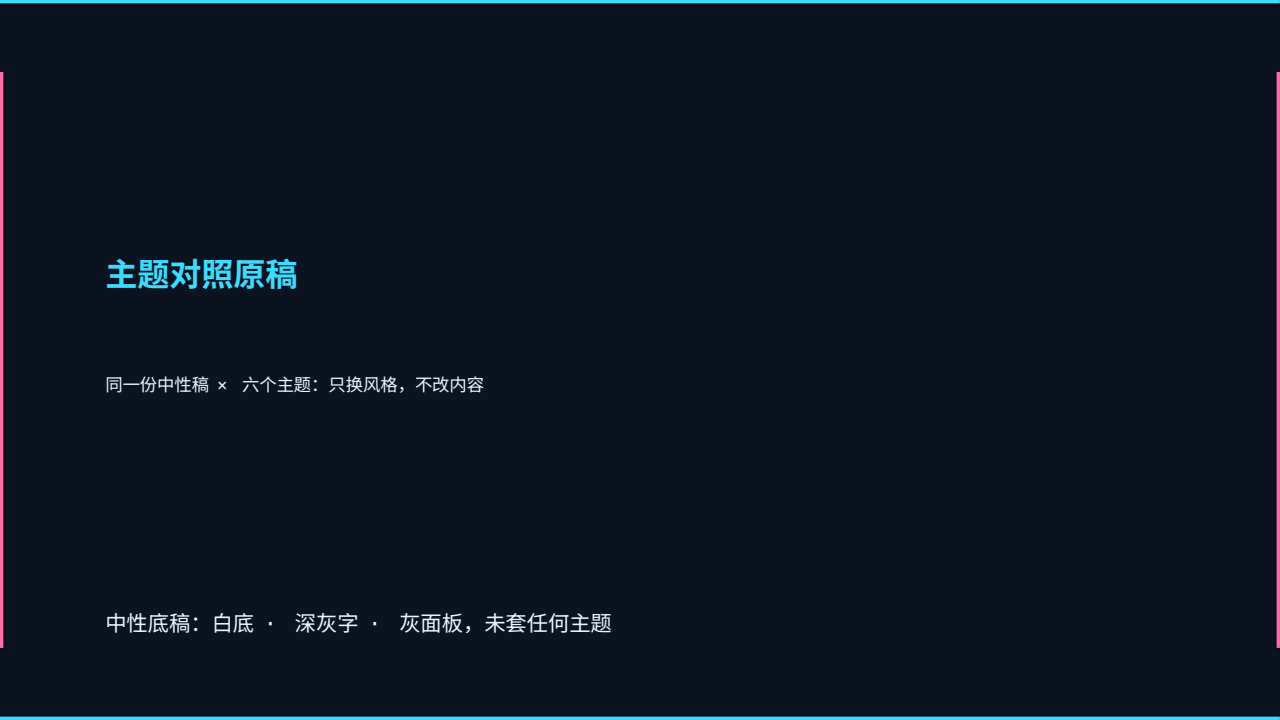 主题对照原稿
同一份中性稿 × 六个主题：只换风格，不改内容
中性底稿：白底 · 深灰字 · 灰面板，未套任何主题